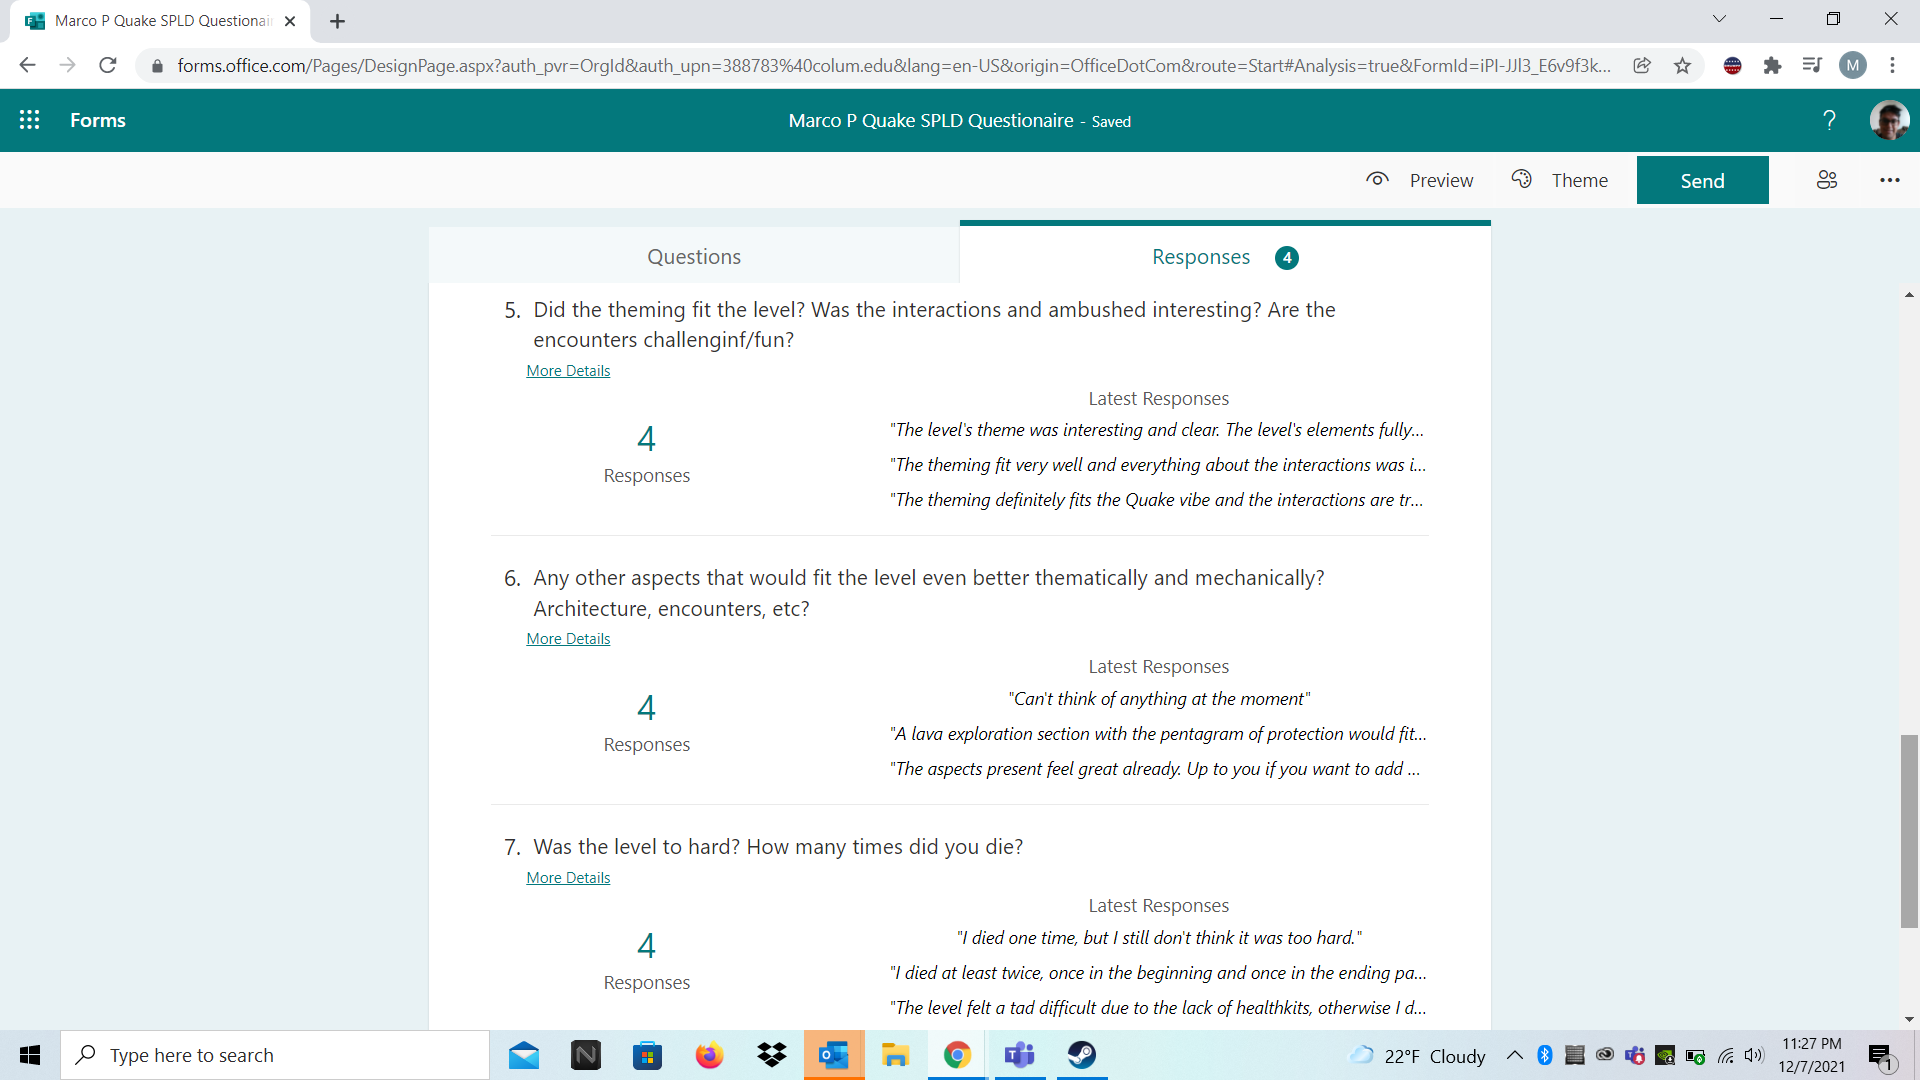 Marco P Quake SPLD Questionair
forms.office.com/Pages/DesignPage.aspx?auth_pvr=OrgId&auth_upn=388783%40colum.edu&lang=en-US&origin=OfficeDotCom&route=Start#Analysis=true&FormId=iPI-JJl3_E6v9f3k...
M
Forms
Marco P Quake SPLD Questionaire - Saved
?
Preview
Theme
Send
Questions
Responses 4
5. Did the theming fit the level? Was the interactions and ambushed interesting? Are the
encounters challenginf/fun?
More Details
Latest Responses
4
Responses
"The level's theme was interesting and clear. The level's elements fully...
"The theming fit very well and everything about the interactions was i...
"The theming definitely fits the Quake vibe and the interactions are tr...
6. Any other aspects that would fit the level even better thematically and mechanically?
Architecture, encounters, etc?
More Details
Latest Responses
4
Responses
"Can't think of anything at the moment"
"A lava exploration section with the pentagram of protection would fit...
"The aspects present feel great already. Up to you if you want to add ...
7. Was the level to hard? How many times did you die?
More Details
Latest Responses
4
Responses
"I died one time, but I still don't think it was too hard."
"I died at least twice, once in the beginning and once in the ending pa...
"The level felt a tad difficult due to the lack of healthkits, otherwise I d...
Type here to search
22°F Cloudy
11:27 PM
12/7/2021
1